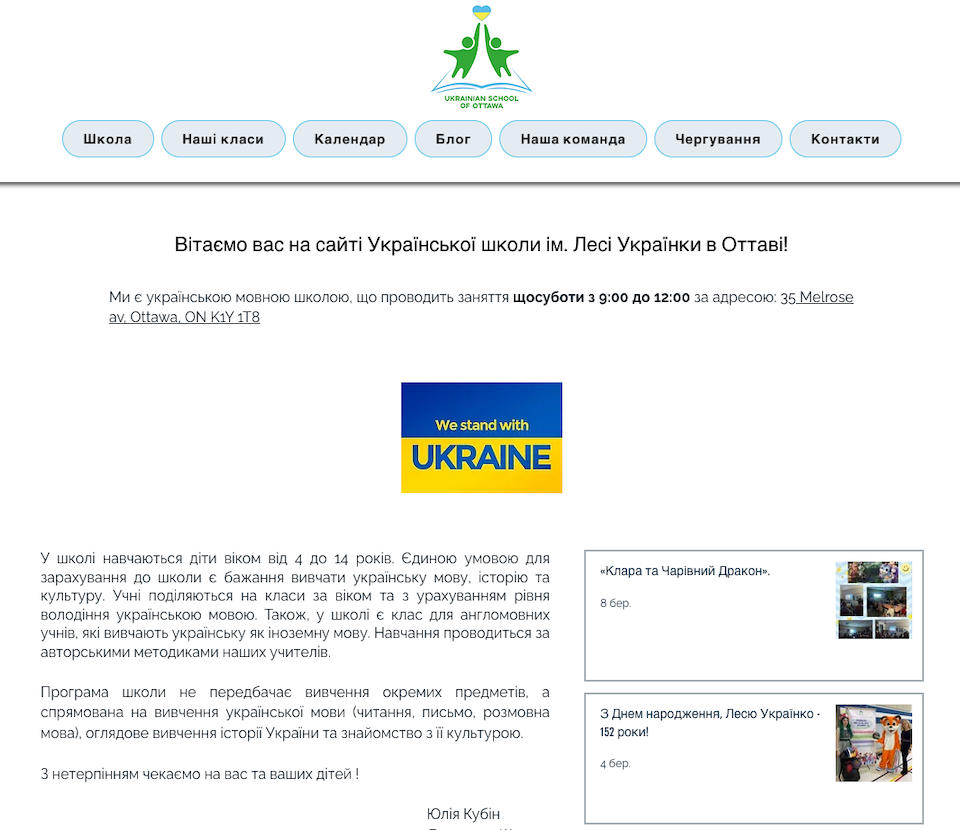 UKRAINIAN SCHOOL
OF OTTAWA
Школа
Наші класи
Календар
Блог
Наша команда
Чергування
Контакти
Вітаємо вас на сайті Української школи ім. Лесі Українки в Оттаві!
Ми є українською мовною школою, що проводить заняття щосуботи з 9:00 до 12:00 за адресою: 35 Melrose
av, Ottawa, ON K1Y 1T8
We stand with
UKRAINE
У школі навчаються діти віком від 4 до 14 років. Єдиною умовою для
зарахування до школи є бажання вивчати українську мову, історію та
культуру. Учні поділяються на класи за віком та з урахуванням рівня
володіння українською мовою. Також, у школі є клас для англомовних
учнів, які вивчають українську як іноземну мову. Навчання проводиться за
авторськими методиками наших учителів.
Програма школи не передбачає вивчення окремих предметів, а
спрямована на вивчення української мови (читання, письмо, розмовна
мова), оглядове вивчення історії України та знайомство з її культурою.
З нетерпінням чекаємо на вас та ваших дітей !
Юлія Кубін
«Клара та Чарівний Дракон».
8 бер.
З Днем народження, Лесю Українко -
152 роки!
4 бер.